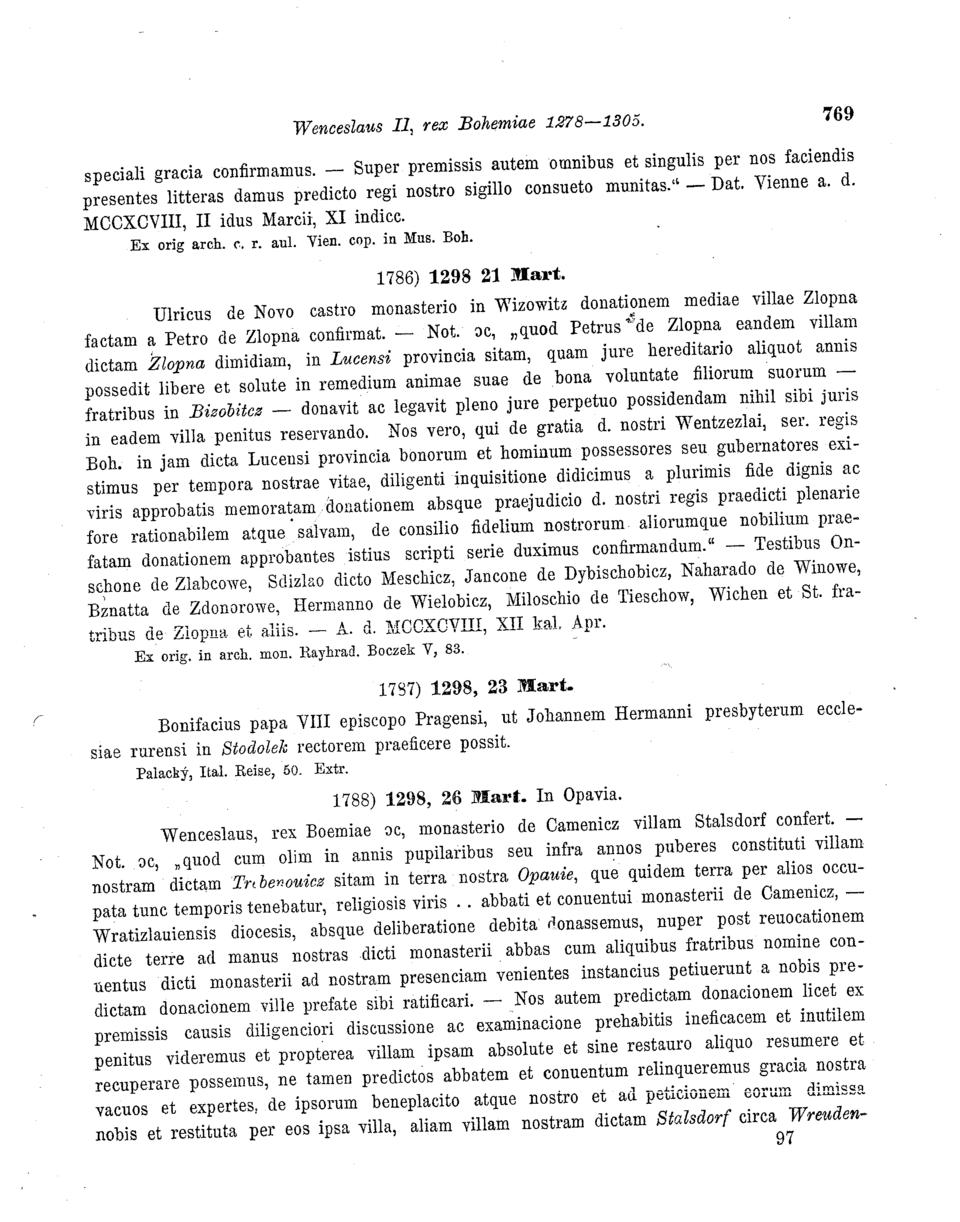 Wenceslaus II, rex Bohemiae 1278—1305.
769
speciali gracia confirmamus. — Super premissis autem omnibus et singulis per nos faciendis
presentes litteras damus predicto regi nostro sigillo consueto munitas.“ — Dat. Vienne a. d.
MCCXCVIII, II idus Marcii, XI indicc.
Ex orig arch. c. r. aul. Vien. cop. in Mus. Boh.
1786) 1298 21 Mart.
Ulricus de Novo castro monasterio in Wizowitz donationem mediae villae Zlopna
factam a Petro de Zlopna confirmat. — Not. ɔc, „quod Petrus de Zlopna eandem villam
dictam Zlopna dimidiam, in Lucensi provincia sitam, quam jure hereditario aliquot annis
possedit libere et solute in remedium animae suae de bona voluntate filiorum suorum —
fratribus in Bizobitcz — donavit ac legavit pleno jure perpetuo possidendam nihil sibi juris
in eadem villa penitus reservando. Nos vero, qui de gratia d. nostri Wentzezlai, ser. regis
Boh. in jam dicta Lucensi provincia bonorum et hominum possessores seu gubernatores exi-
stimus per tempora nostrae vitae, diligenti inquisitione didicimus a plurimis fide dignis ac
viris approbatis memoratam donationem absque praejudicio d. nostri regis praedicti plenarie
fore rationabilem atque salvam, de consilio fidelium nostrorum aliorumque nobilium prae-
fatam donationem approbantes istius scripti serie duximus confirmandum.“ — Testibus On-
schone de Zlabcowe, Sdizlao dicto Meschicz, Jancone de Dybischobicz, Naharado de Winowe,
Bznatta de Zdonorowe, Hermanno de Wielobicz, Miloschio de Tieschow, Wichen et St. fra-
tribus de Zlopna et aliis. — A. d. MCCXCVIII, XII kal. Apr.
Ex orig. in arch. mon. Rayhrad. Boczek V, 83.
1787) 1298, 23 Mart.
Bonifacius papa VIII episcopo Pragensi, ut Johannem Hermanni presbyterum eccle-
siae rurensi in Stodolek rectorem praeficere possit.
Palacký, Ital. Reise, 50. Extr.
1788) 1298, 26 Mart. In Opavia.
Wenceslaus, rex Boemiae ɔc, monasterio de Camenicz villam Stalsdorf confert. —
Not. ɔc, „quod cum olim in annis pupilaribus seu infra annos puberes constituti villam
nostram dictam Trebenouicz sitam in terra nostra Opauie, que quidem terra per alios occu-
pata tunc temporis tenebatur, religiosis viris . . abbati et conuentui monasterii de Camenicz, —
Wratizlauiensis diocesis, absque deliberatione debita donassemus, nuper post reuocationem
dicte terre ad manus nostras dicti monasterii abbas cum aliquibus fratribus nomine con-
uentus dicti monasterii ad nostram presenciam venientes instancius petiuerunt a nobis pre-
dictam donacionem ville prefate sibi ratificari. — Nos autem predictam donacionem licet ex
premissis causis diligenciori discussione ac examinacione prehabitis ineficacem et inutilem
penitus videremus et propterea villam ipsam absolute et sine restauro aliquo resumere et
recuperare possemus, ne tamen predictos abbatem et conuentum relinqueremus gracia nostra
vacuos et expertes, de ipsorum beneplacito atque nostro et ad peticionem eorum dimissa
nobis et restituta per eos ipsa villa, aliam villam nostram dictam Stalsdorf circa Wreuden-
97